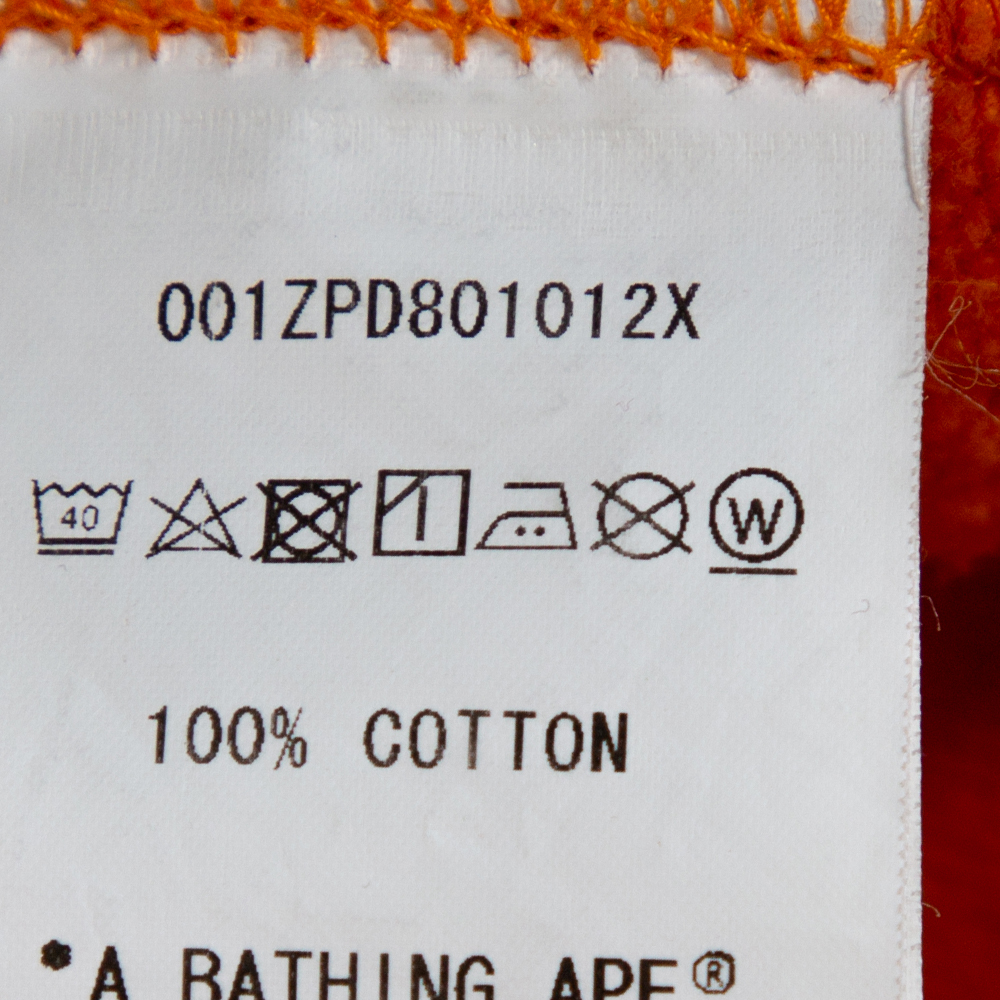 001ZPD801012X
40 W
100% COTTON
*A BATHING APE®